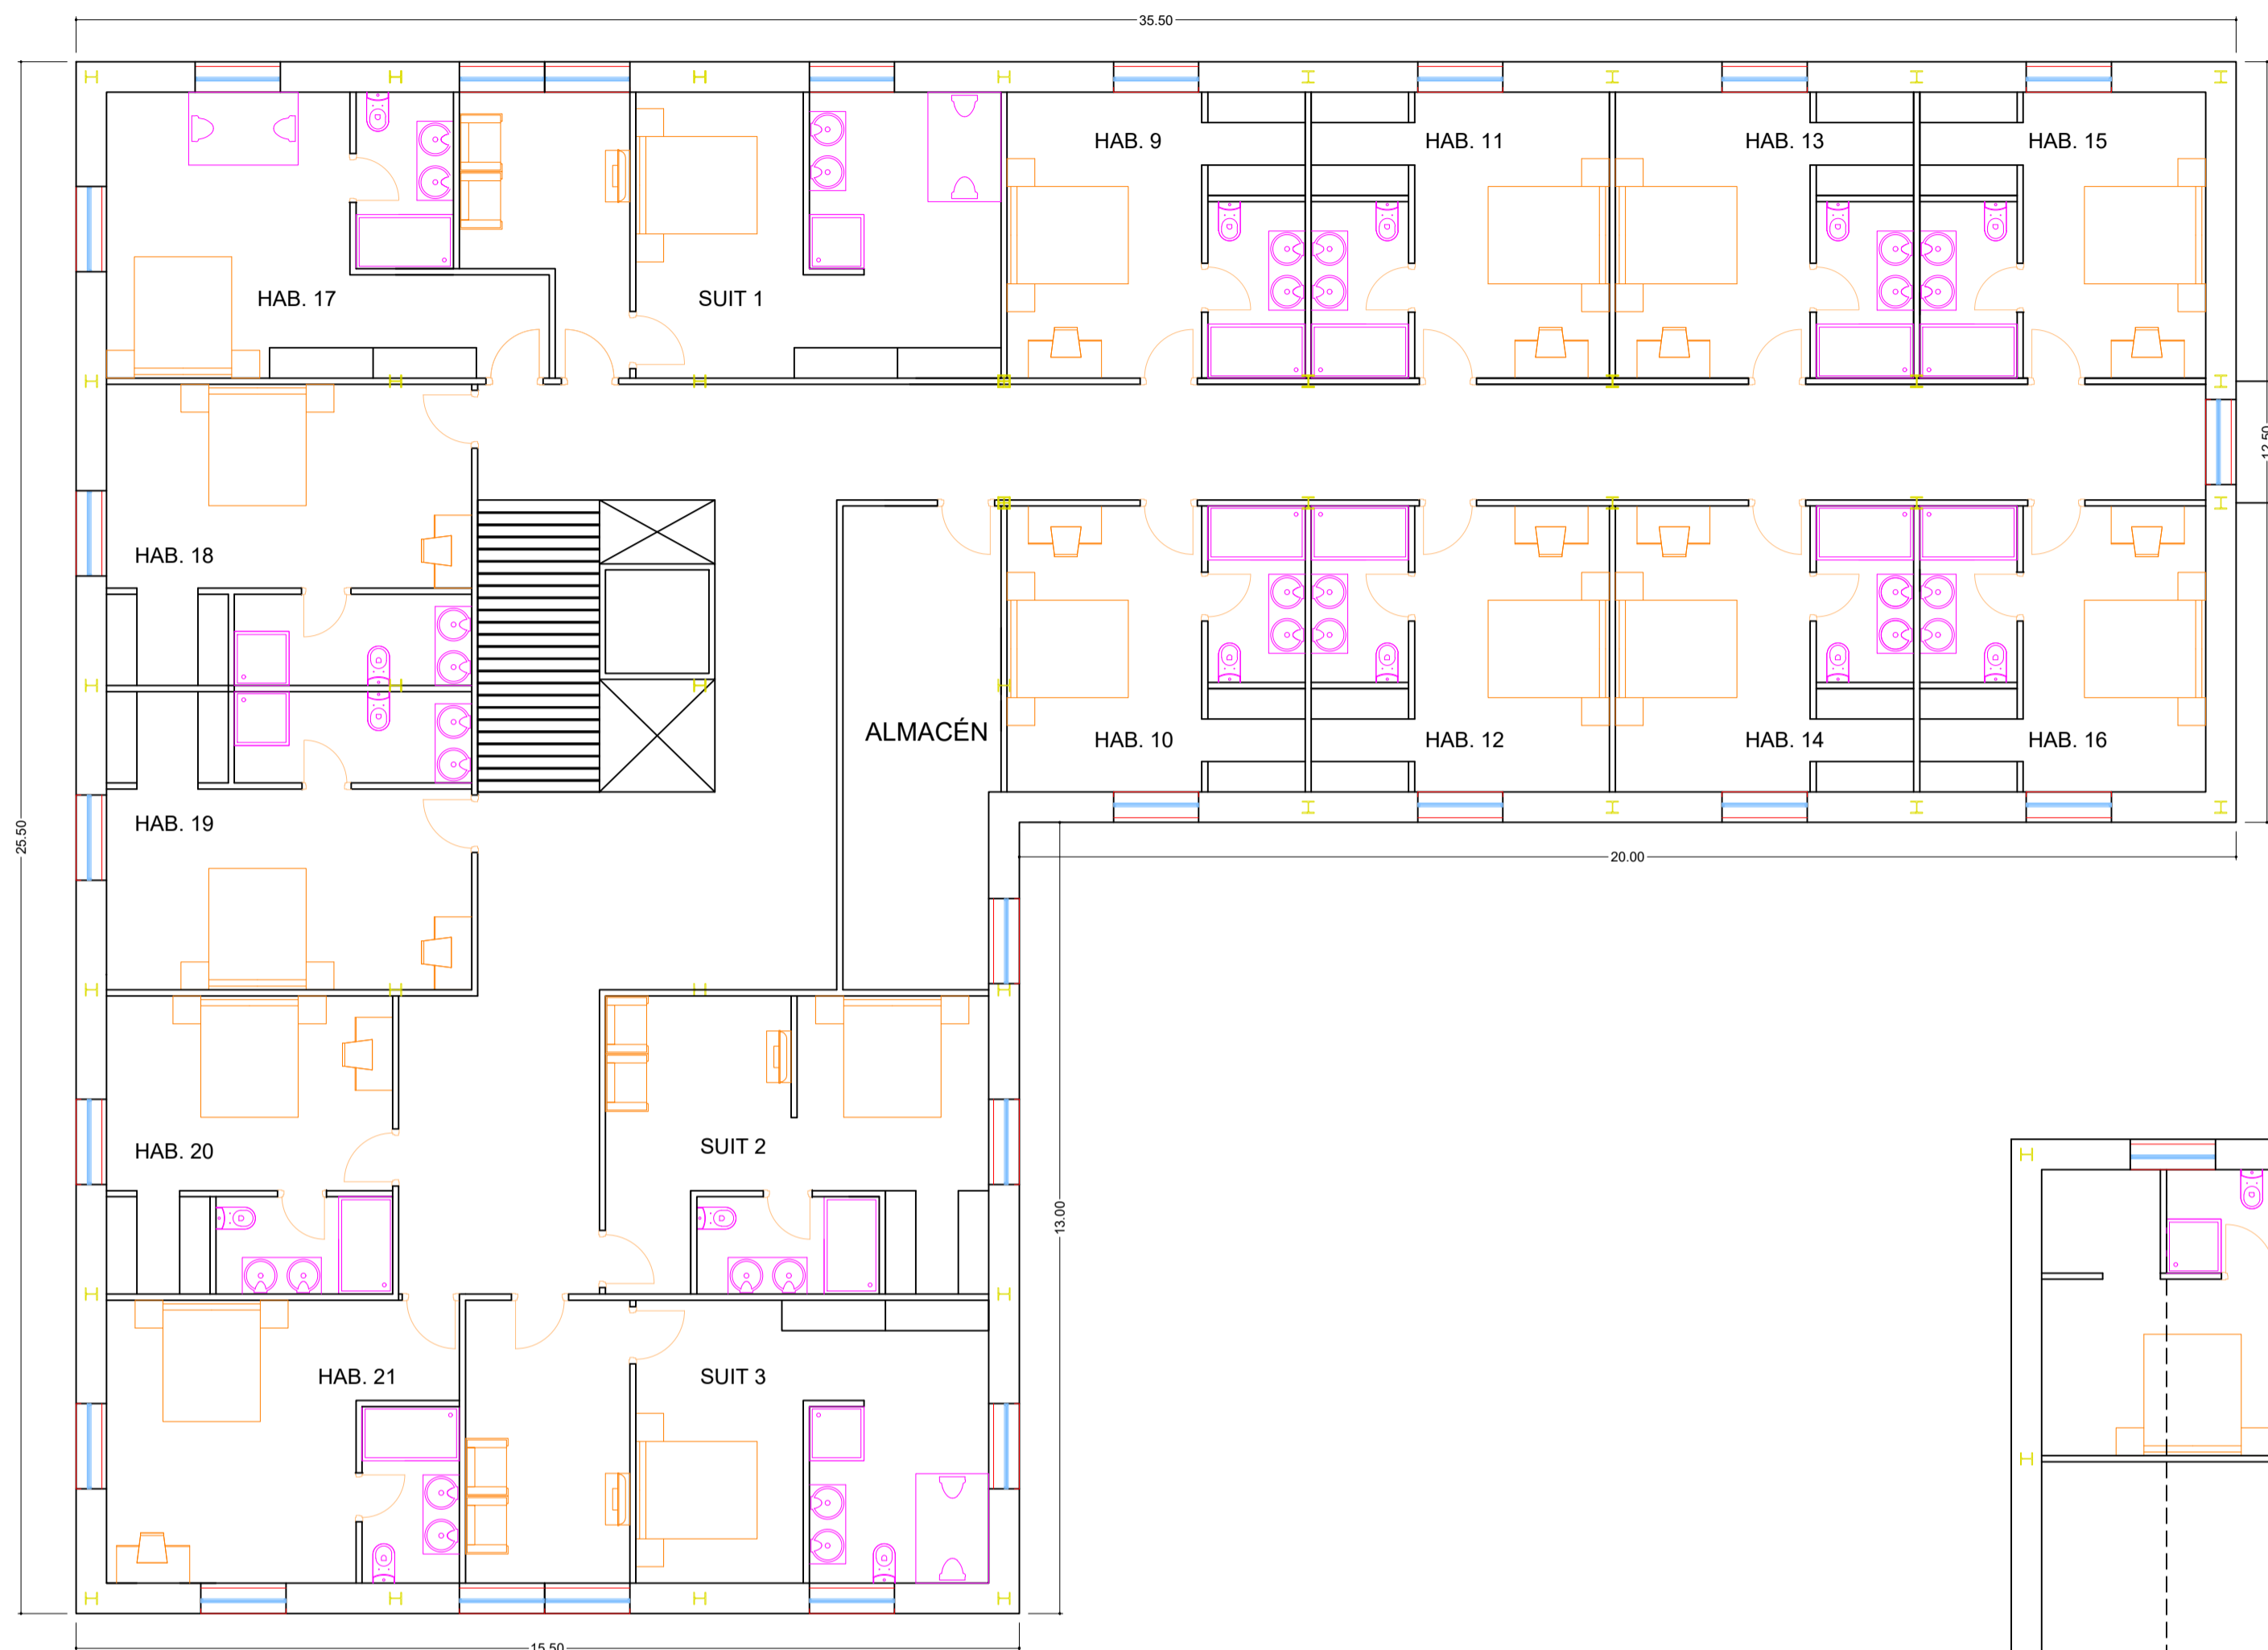 35.50
HAB. 9
HAB. 11
HAB. 13
HAB. 15
HAB. 17
SUIT 1
12.50
HAB. 18
ALMACÉN
HAB. 10
HAB. 12
HAB. 14
HAB. 16
HAB. 19
25.50
20.00
HAB. 20
SUIT 2
13.00
HAB. 21
SUIT 3
15.50